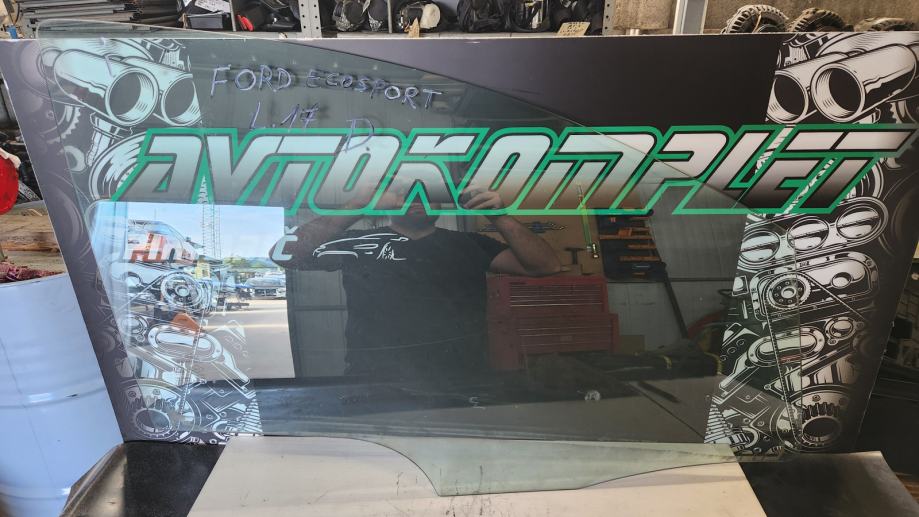 FORD ECOSPORT
L.17 D.
AVTOKOMPLET